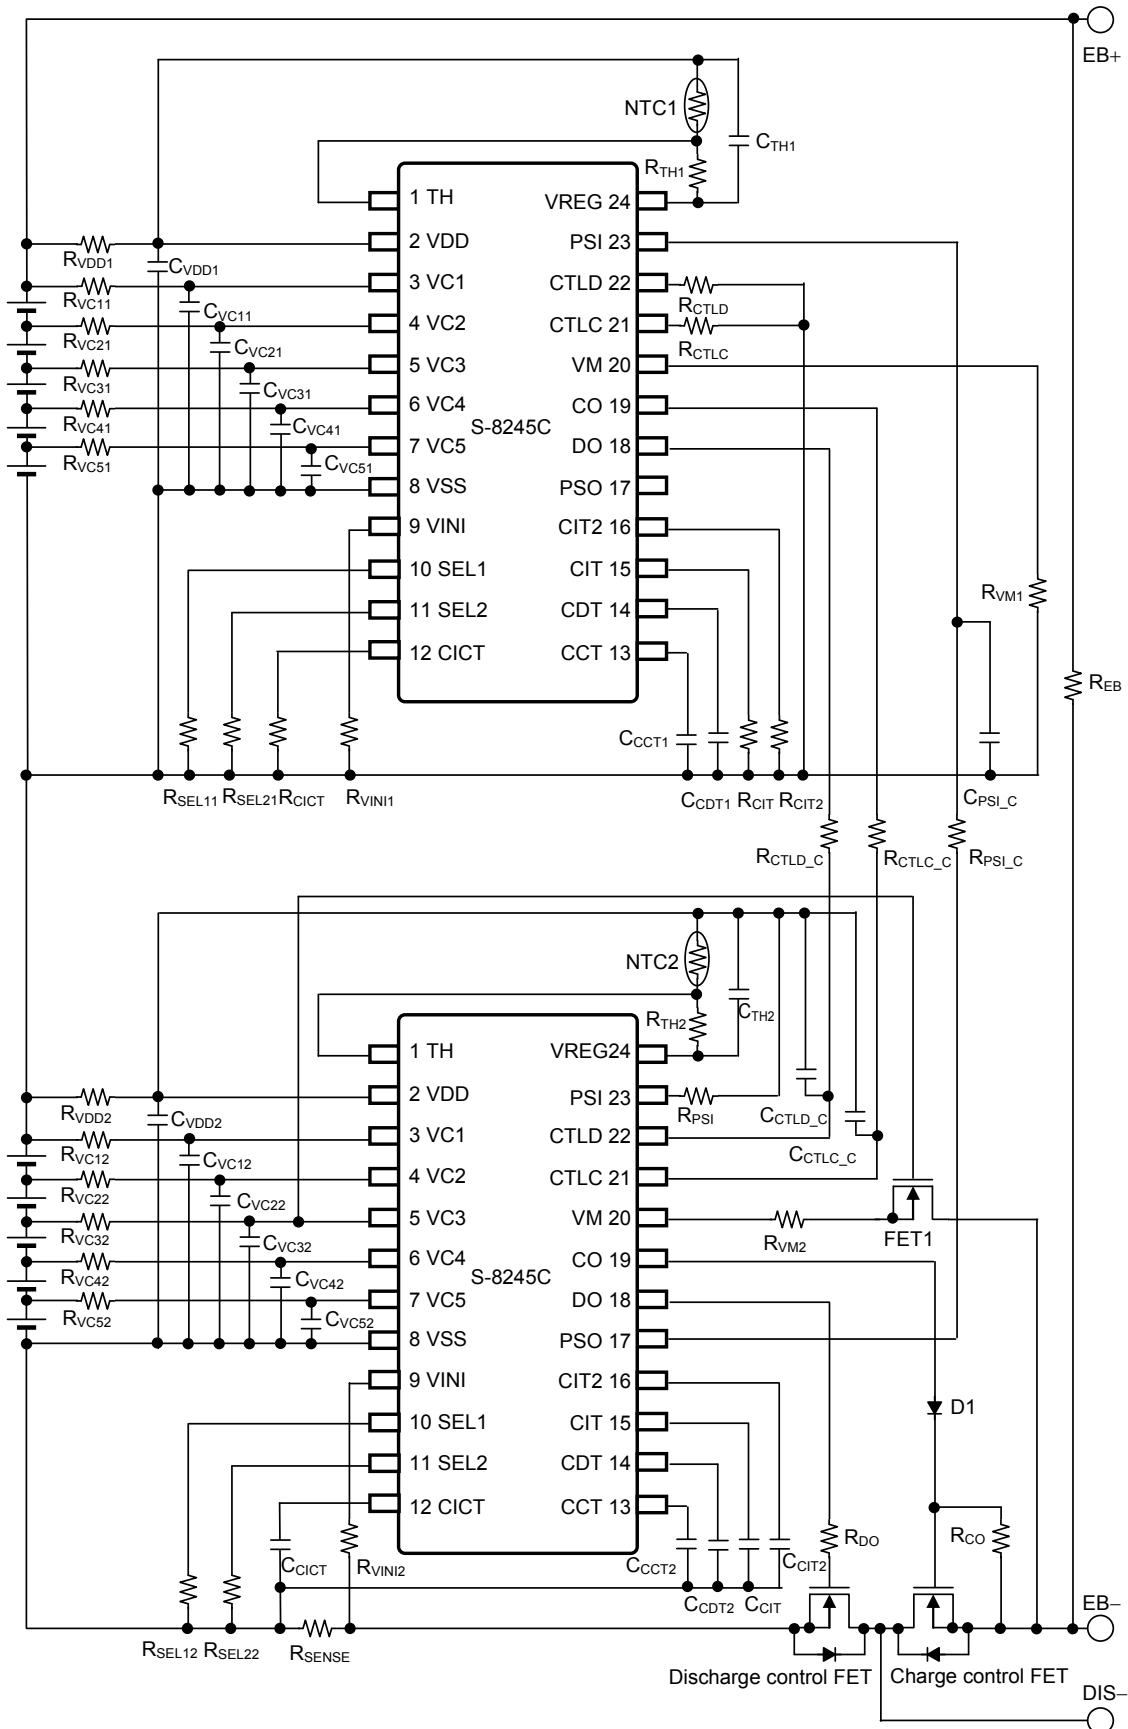 EB+
NTC1
CTH1
RTH1
1 TH
VREG 24
2 VDD
PSI 23
RVDD1
CVDD1
3 VC1
CTLD 22
RVC11
CVC11
RCTLD
4 VC2
CTLC 21
RVC21
CVC21
RCTLC
5 VC3
VM 20
RVC31
CVC31
6 VC4
CO 19
RVC41
CVC41
S-8245C
7 VC5
DO 18
RVC51
CVC51
8 VSS
PSO 17
9 VINI
CIT2 16
10 SEL1
CIT 15
RVM1
11 SEL2
CDT 14
12 CICT
CCT 13
REB
CCCT1
RSEL11
RSEL21
RCICT
RVINI1
CCDT1
RCIT
RCIT2
CPSI_C
RCTLD_C
RCTLC_C
RPSI_C
NTC2
CTH2
RTH2
1 TH
VREG24
2 VDD
PSI 23
RVDD2
CVDD2
RPSI
CCTLD_C
3 VC1
CTLD 22
RVC12
CVC12
CCTLC_C
4 VC2
CTLC 21
RVC22
CVC22
5 VC3
VM 20
RVC32
CVC32
RVM2
FET1
6 VC4
CO 19
RVC42
CVC42
S-8245C
7 VC5
DO 18
RVC52
CVC52
8 VSS
PSO 17
9 VINI
CIT2 16
D1
10 SEL1
CIT 15
11 SEL2
CDT 14
12 CICT
CCT 13
RDO
RCO
CCICT
RVINI2
CCCT2
CCIT2
CCDT2
CCIT
EB−
RSEL12
RSEL22
RSENSE
Discharge control FET
Charge control FET
DIS−